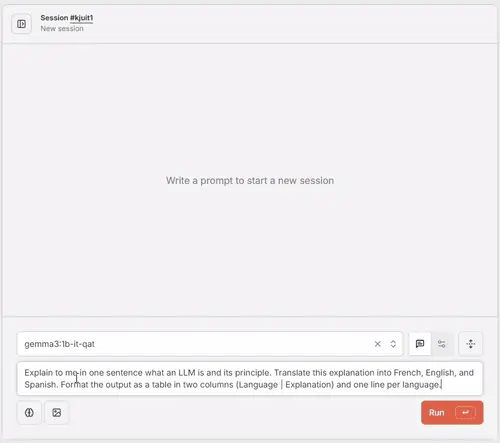 Session #kjuit1
New session
Write a prompt to start a new session
gemma3:1b-it-qat
Explain to me in one sentence what an LLM is and its principle. Translate this explanation into French, English, and
Spanish. Format the output as a table in two columns (Language | Explanation) and one line per language.
Run